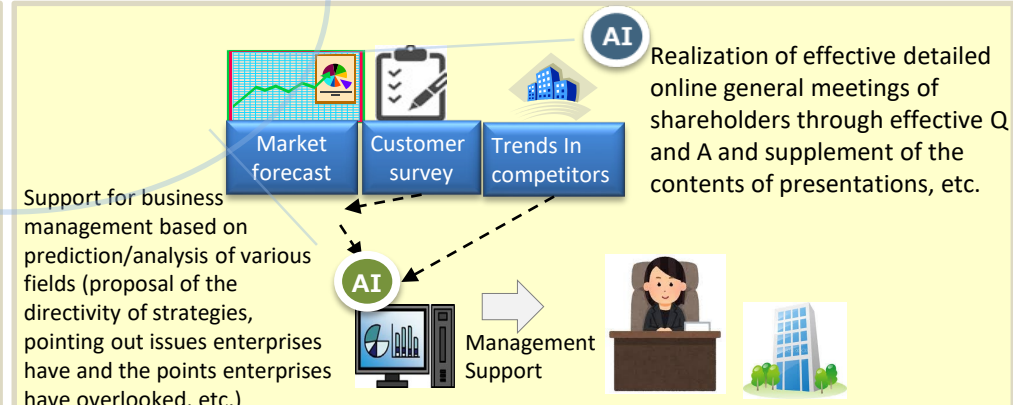 AI
Realization of effective detailed
online general meetings of
shareholders through effective Q
and A and supplement of the
contents of presentations, etc.
Market
forecast
Customer
survey
Trends In
competitors
Support for business
management based on
prediction/analysis of various
fields (proposal of the
directivity of strategies,
pointing out issues enterprises
have and the points enterprises
have overlooked, etc.)
AI
Management
Support